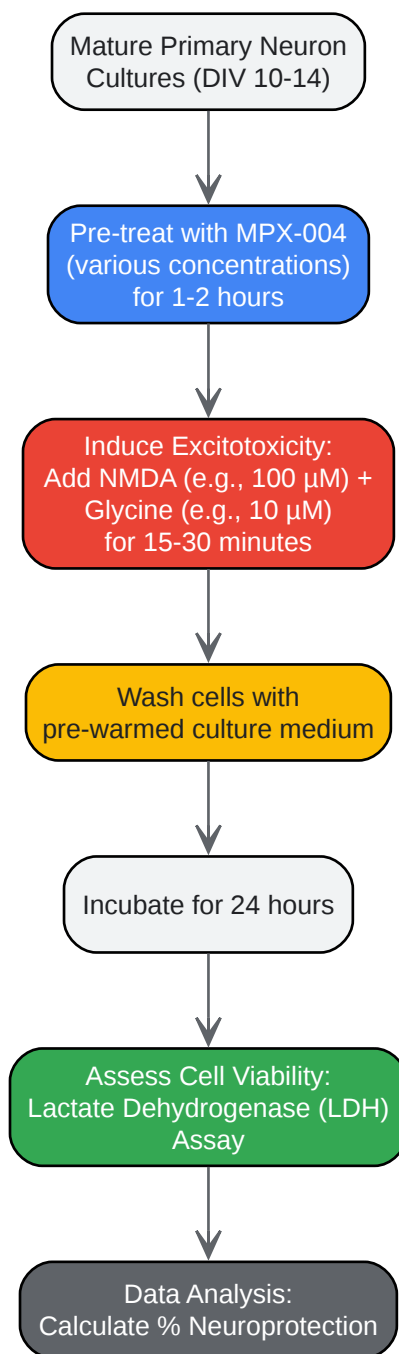 Mature Primary Neuron
Cultures (DIV 10-14)
Pre-treat with MPX-004
(various concentrations)
for 1-2 hours
Induce Excitotoxicity:
Add NMDA (e.g., 100 µM) +
Glycine (e.g., 10 µM)
for 15-30 minutes
Wash cells with
pre-warmed culture medium
Incubate for 24 hours
Assess Cell Viability:
Lactate Dehydrogenase (LDH)
Assay
Data Analysis:
Calculate % Neuroprotection